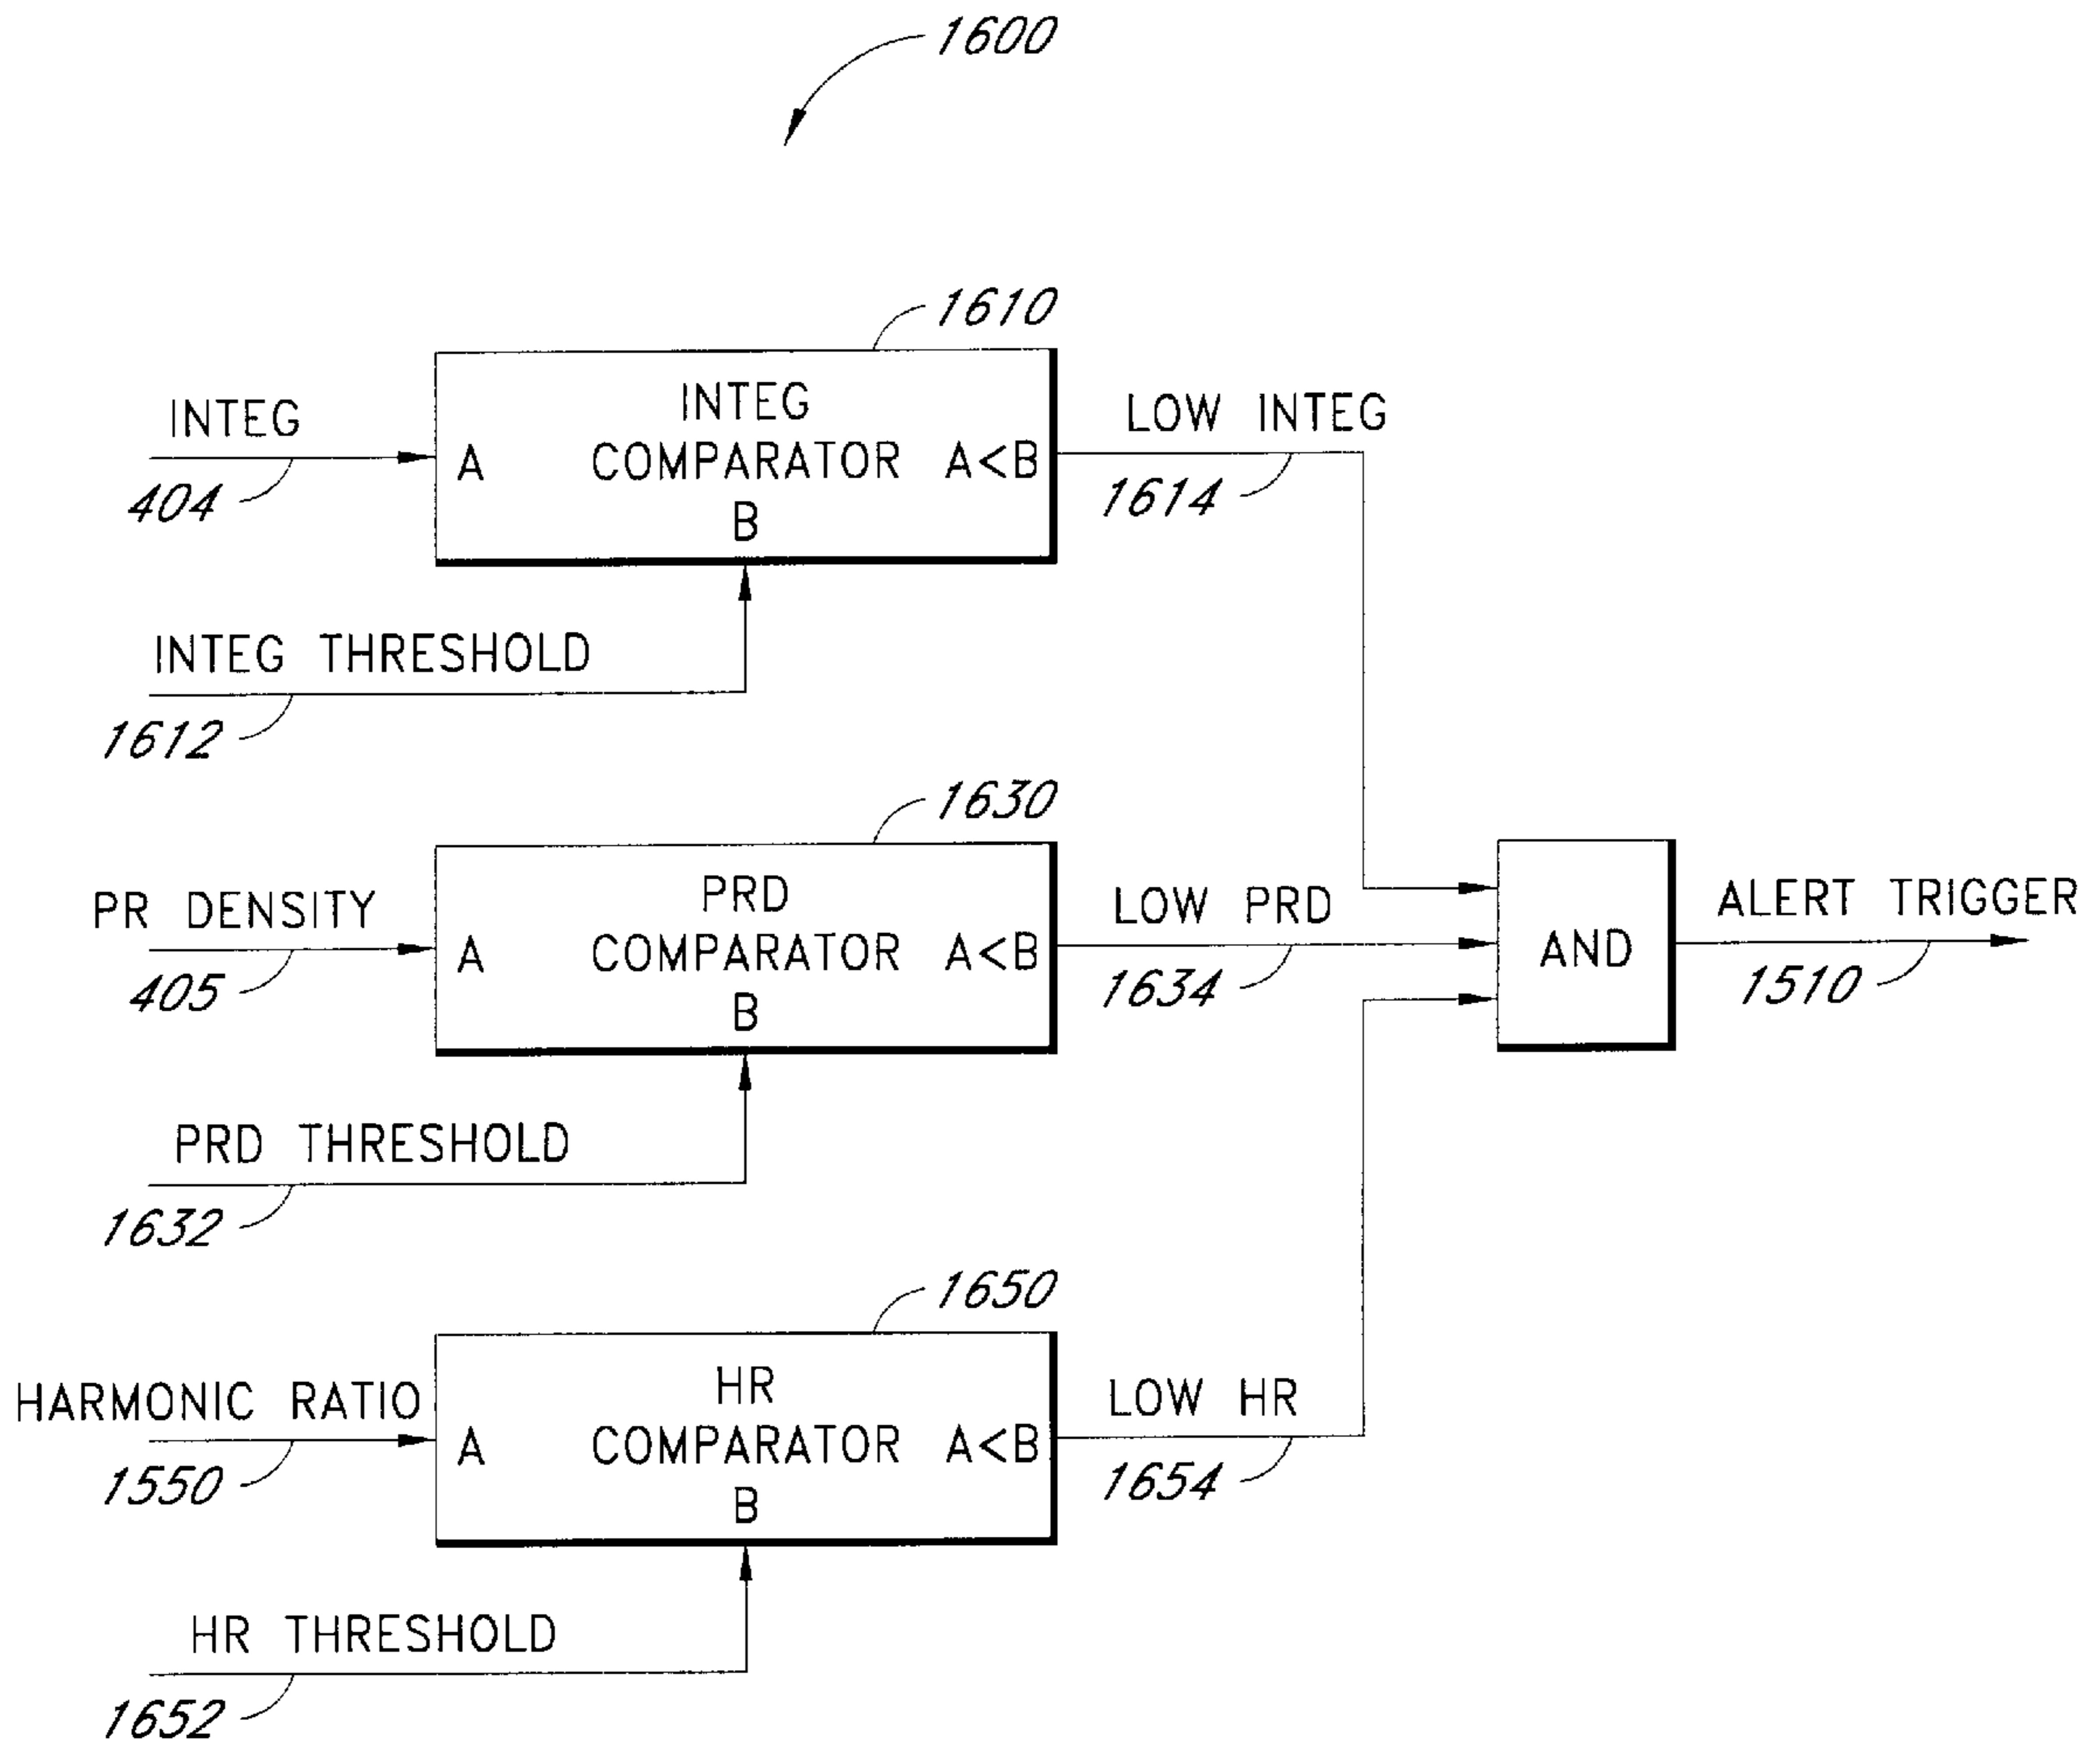 1600
1610
INTEG
404
INTEG
A COMPARATOR A<B
B
LOW INTEG
1614
INTEG THRESHOLD
1612
1630
PR DENSITY
405
PRD
A COMPARATOR A<B
B
LOW PRD
1634
AND
ALERT TRIGGER
1510
PRD THRESHOLD
1632
1650
HARMONIC RATIO
1550
HR
A COMPARATOR A<B
B
LOW HR
1654
HR THRESHOLD
1652